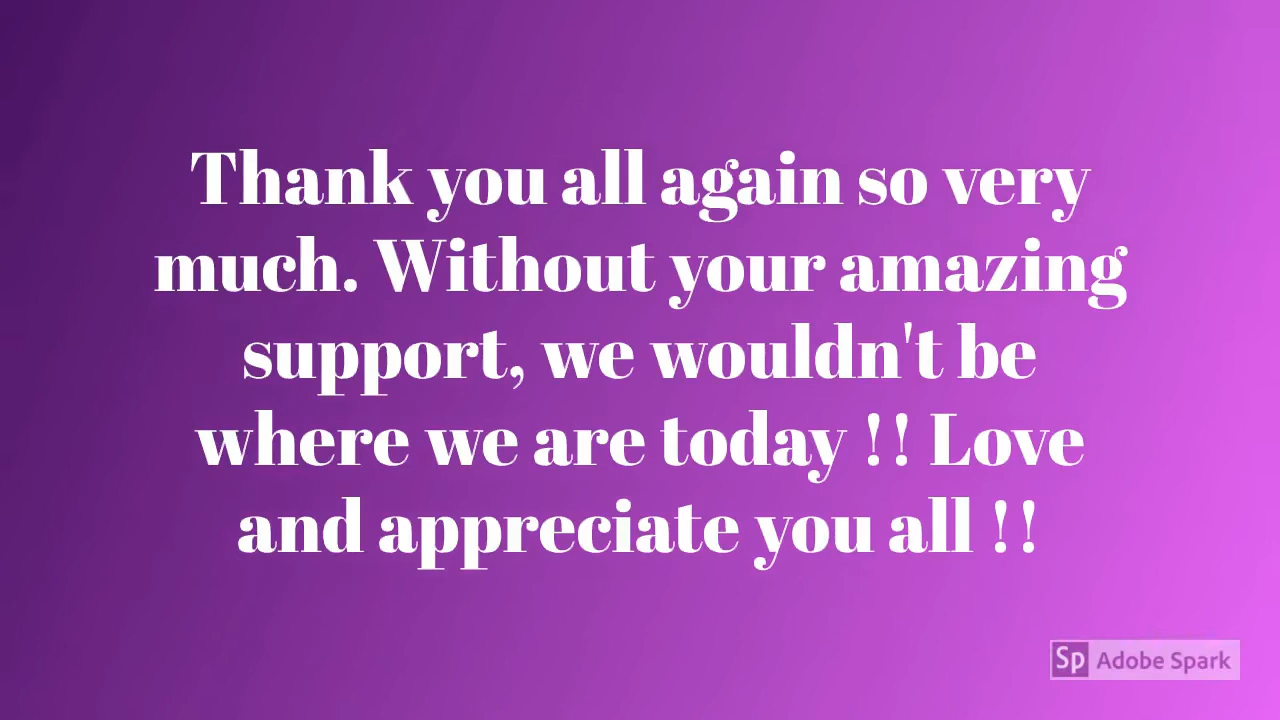 Thank you all again so very
much. Without your amazing
support, we wouldn't be
where we are today !! Love
and appreciate you all !!
Sp Adobe Spark